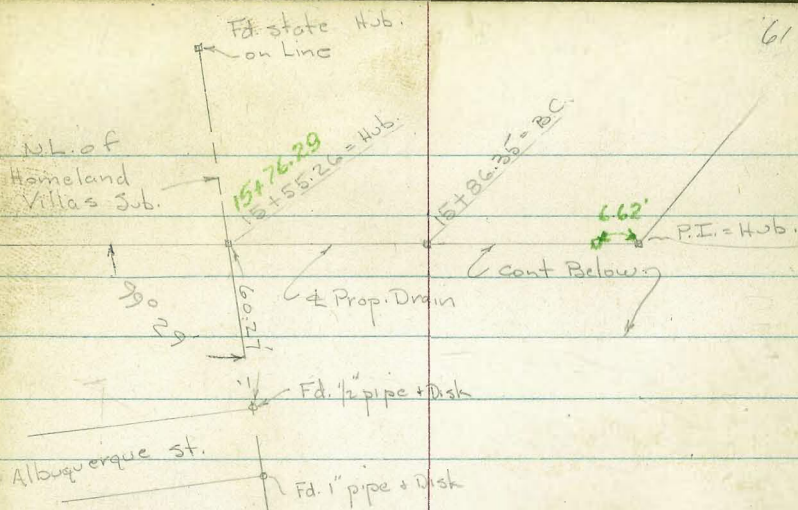 61
Fd. state Hub.
on Line
N.L. of
Homeland
Villas Sub.
15+76.29
15+55.26 = Hub.
15+86.35 = B.C.
6.62'
P.I. = Hub.
Cont Below
℄ Prop. Drain
60.27'
Fd. 1/2" pipe + Disk
Albuquerque St.
Fd. 1" pipe + Disk